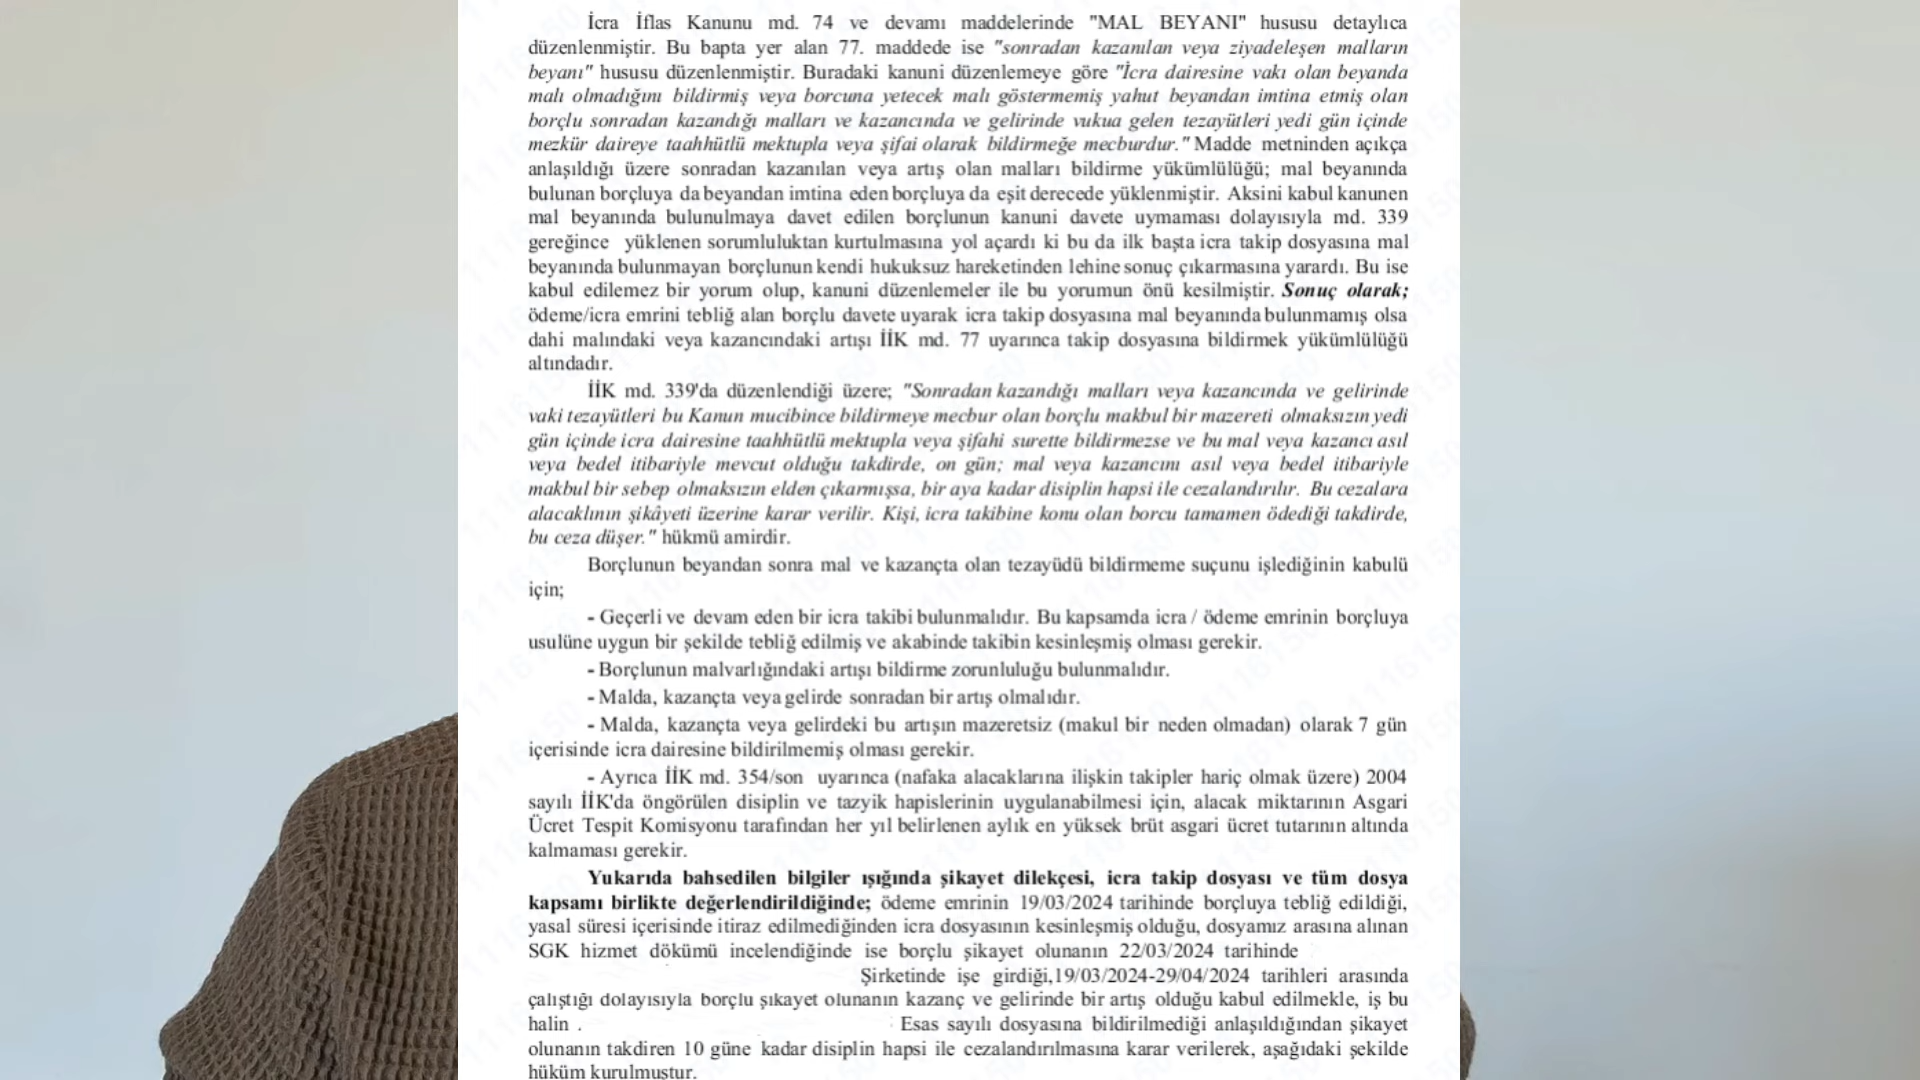 İcra İflas Kanunu md. 74 ve devamı maddelerinde "MAL BEYANI" hususu detaylıca
düzenlenmiştir. Bu bapta yer alan 77. maddede ise "sonradan kazanılan veya ziyadeleşen malların
beyanı" hususu düzenlenmiştir. Buradaki kanuni düzenlemeye göre "İcra dairesine vakı olan beyanda
malı olmadığını bildirmiş veya borcuna yetecek malı göstermemiş yahut beyandan imtina etmiş olan
borçlu sonradan kazandığı malları ve kazancında ve gelirinde vukua gelen tezayütleri yedi gün içinde
mezkür daireye taahhütlü mektupla veya şifai olarak bildirmeğe mecburdur." Madde metninden açıkça
anlaşıldığı üzere sonradan kazanılan veya artış olan malları bildirme yükümlülüğü; mal beyanında
bulunan borçluya da beyandan imtina eden borçluya da eşit derecede yüklenmiştir. Aksini kabul kanunen
mal beyanında bulunulmaya davet edilen borçlunun kanuni davete uymaması dolayısıyla md. 339
gereğince yüklenen sorumluluktan kurtulmasına yol açardı ki bu da ilk başta icra takip dosyasına mal
beyanında bulunmayan borçlunun kendi hukuksuz hareketinden lehine sonuç çıkarmasına yarardı. Bu ise
kabul edilemez bir yorum olup, kanuni düzenlemeler ile bu yorumun önü kesilmiştir. Sonuç olarak;
ödeme/icra emrini tebliğ alan borçlu davete uyarak icra takip dosyasına mal beyanında bulunmamış olsa
dahi malındaki veya kazancındaki artışı İİK md. 77 uyarınca takip dosyasına bildirmek yükümlülüğü
altındadır.
İİK md. 339'da düzenlendiği üzere; "Sonradan kazandığı malları veya kazancında ve gelirinde
vaki tezayütleri bu Kanun mucibince bildirmeye mecbur olan borçlu makbul bir mazereti olmaksızın yedi
gün içinde icra dairesine taahhütlü mektupla veya şifahi surette bildirmezse ve bu mal veya kazancı asıl
veya bedel itibariyle mevcut olduğu takdirde, on gün; mal veya kazancını asıl veya bedel itibariyle
makbul bir sebep olmaksızın elden çıkarmışsa, bir aya kadar disiplin hapsi ile cezalandırılır. Bu cezalara
alacaklının şikâyeti üzerine karar verilir. Kişi, icra takibine konu olan borcu tamamen ödediği takdirde,
bu ceza düşer." hükmü amirdir.
Borçlunun beyandan sonra mal ve kazançta olan tezayüdü bildirmeme suçunu işlediğinin kabulü
için;
- Geçerli ve devam eden bir icra takibi bulunmalıdır. Bu kapsamda icra / ödeme emrinin borçluya
usulüne uygun bir şekilde tebliğ edilmiş ve akabinde takibin kesinleşmiş olması gerekir.
- Borçlunun malvarlığındaki artışı bildirme zorunluluğu bulunmalıdır.
- Malda, kazançta veya gelirde sonradan bir artış olmalıdır.
- Malda, kazançta veya gelirdeki bu artışın mazeretsiz (makul bir neden olmadan) olarak 7 gün
içerisinde icra dairesine bildirilmemiş olması gerekir.
- Ayrıca İİK md. 354/son uyarınca (nafaka alacaklarına ilişkin takipler hariç olmak üzere) 2004
sayılı İİK'da öngörülen disiplin ve tazyik hapislerinin uygulanabilmesi için, alacak miktarının Asgari
Ücret Tespit Komisyonu tarafından her yıl belirlenen aylık en yüksek brüt asgari ücret tutarının altında
kalmaması gerekir.
Yukarıda bahsedilen bilgiler ışığında şikayet dilekçesi, icra takip dosyası ve tüm dosya
kapsamı birlikte değerlendirildiğinde; ödeme emrinin 19/03/2024 tarihinde borçluya tebliğ edildiği,
yasal süresi içerisinde itiraz edilmediğinden icra dosyasının kesinleşmiş olduğu, dosyamız arasına alınan
SGK hizmet dökümü incelendiğinde ise borçlu şikayet olunanın 22/03/2024 tarihinde
Şirketinde işe girdiği,19/03/2024-29/04/2024 tarihleri arasında
çalıştığı dolayısıyla borçlu şikayet olunanın kazanç ve gelirinde bir artış olduğu kabul edilmekle, iş bu
halin
Esas sayılı dosyasına bildirilmediği anlaşıldığından şikayet
olunanın takdiren 10 güne kadar disiplin hapsi ile cezalandırılmasına karar verilerek, aşağıdaki şekilde
hüküm kurulmuştur.